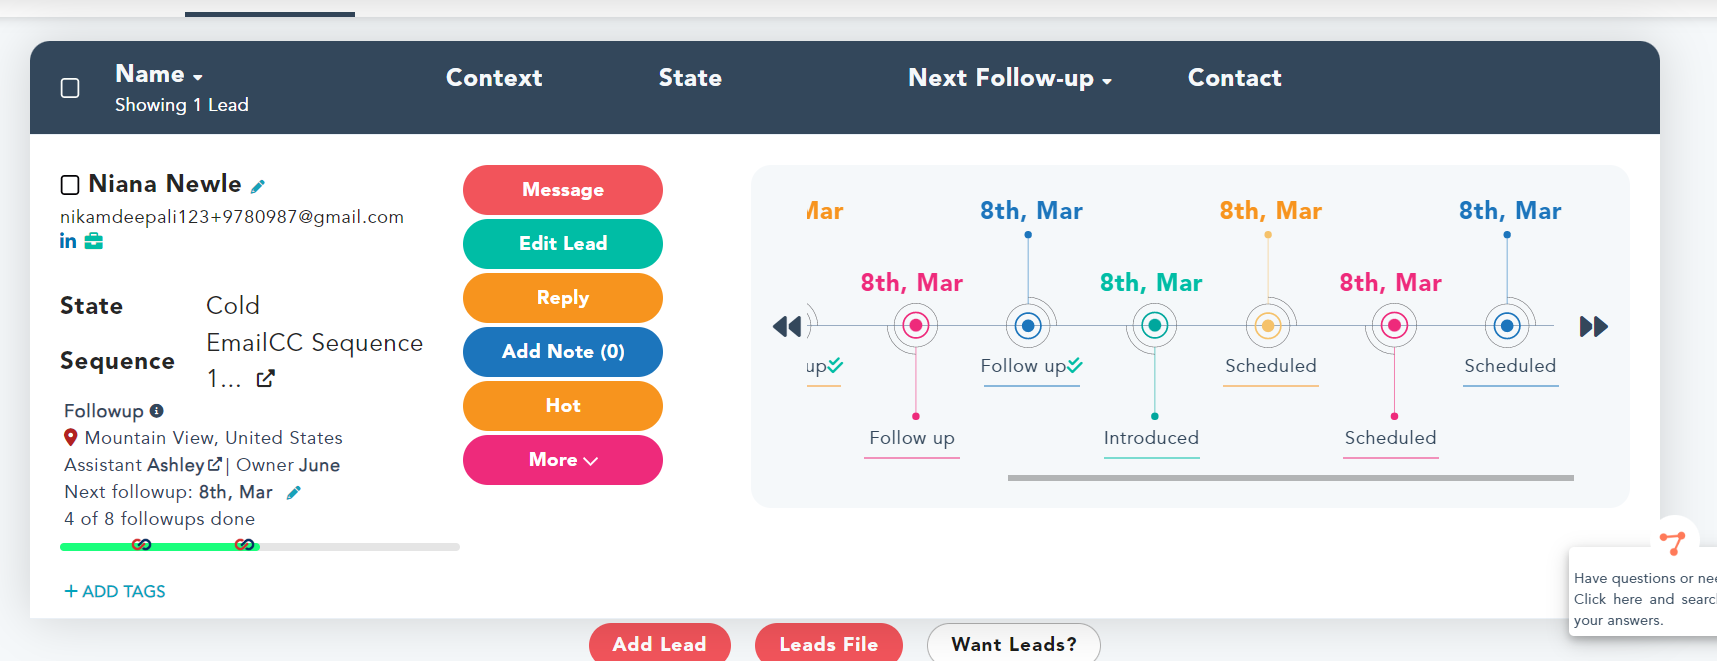 Name
Showing 1 Lead
Context
State
Next Follow-up
Contact
Niana Newle
nikamdeepali123+9780987@gmail.com
in
State Cold
Sequence EmailCC Sequence
1...
Followup
Mountain View, United States
Assistant Ashley | Owner June
Next followup: 8th, Mar
4 of 8 followups done
+ ADD TAGS
Message
Edit Lead
Reply
Add Note (0)
Hot
More
Mar
8th, Mar
8th, Mar
8th, Mar
8th, Mar
8th, Mar
8th, Mar
up
Follow up
Scheduled
Scheduled
Follow up
Introduced
Scheduled
Add Lead
Leads File
Want Leads?
Have questions or
Click here and
your answers.